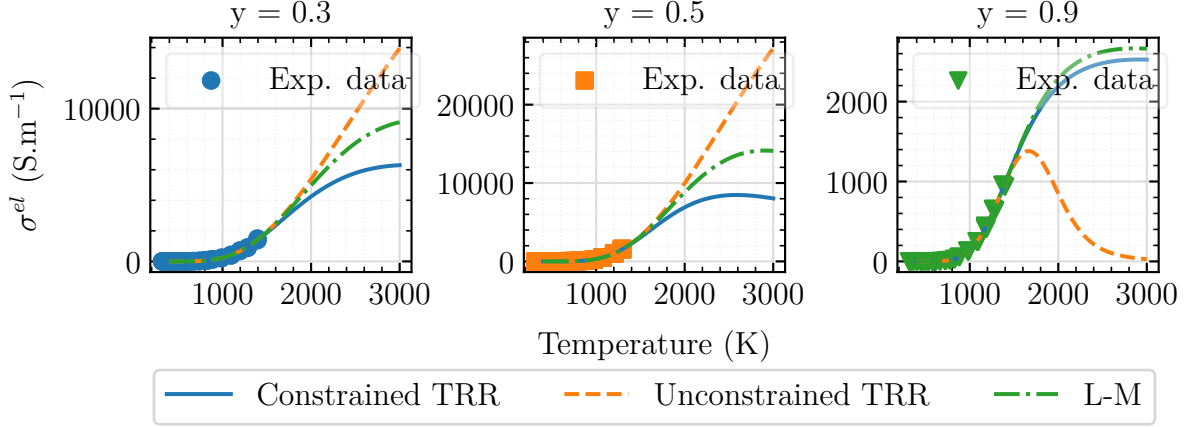 y = 0.3
y = 0.5
y = 0.9
σ^{el} (S.m⁻¹)
Exp. data
Exp. data
Exp. data
10000
0
20000
10000
0
2000
1000
0
1000 2000 3000
1000 2000 3000
1000 2000 3000
Temperature (K)
Constrained TRR
Unconstrained TRR
L-M